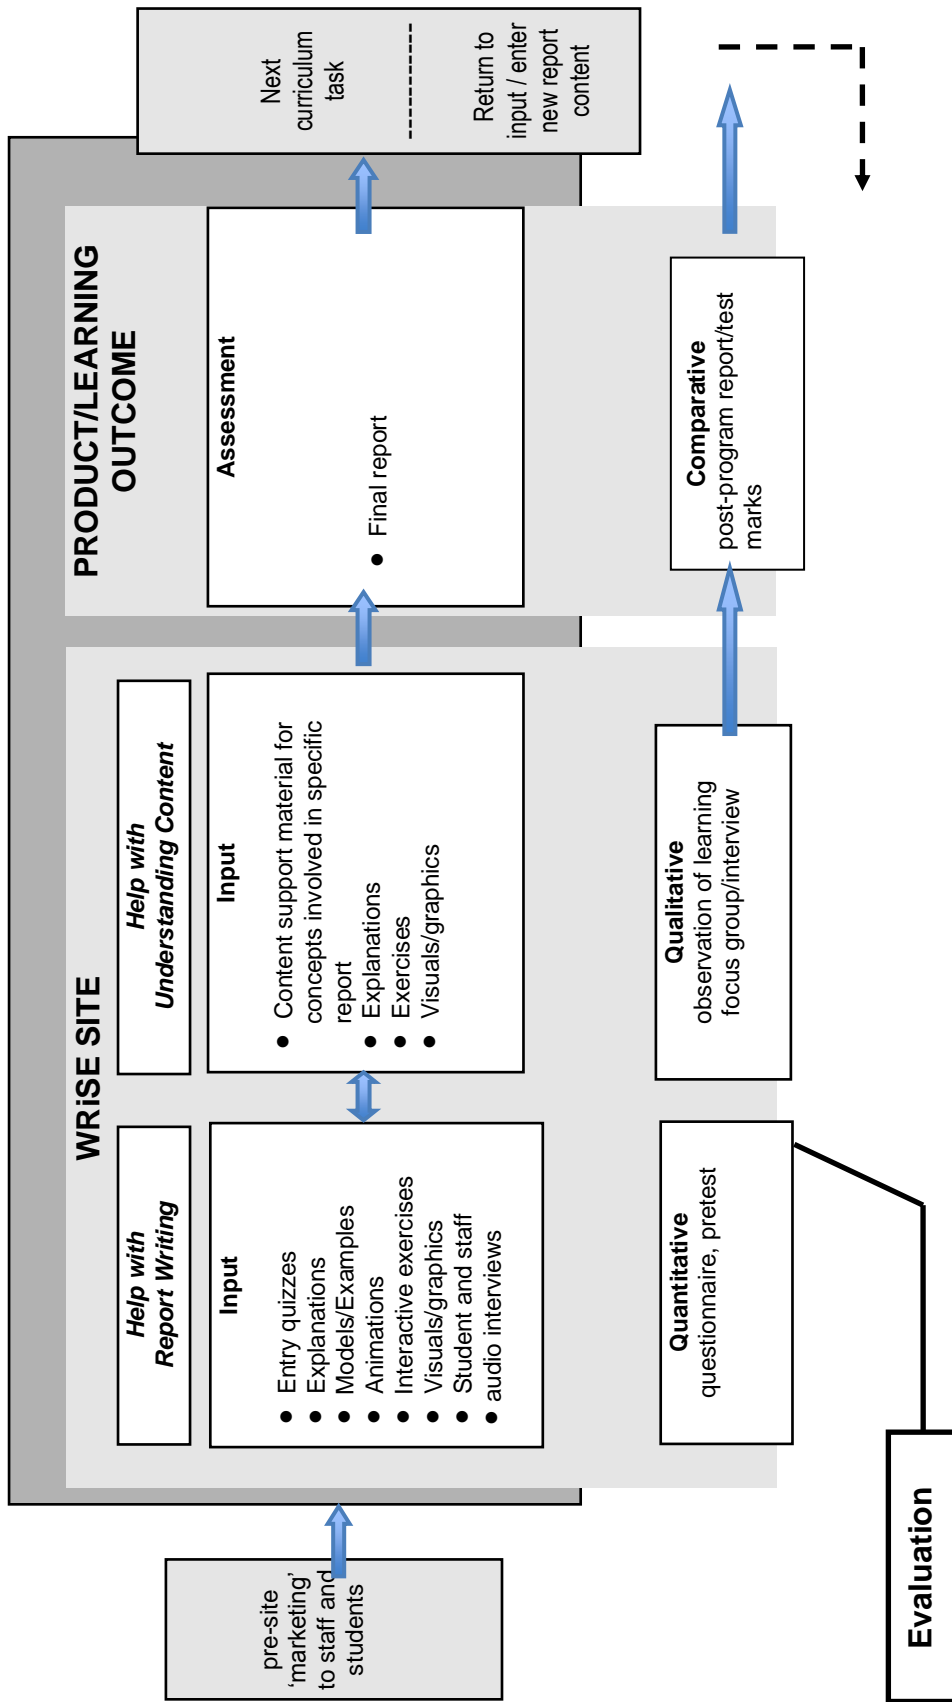 pre-site
‘marketing’
to staff and
students
WRiSE SITE
Help with
Report Writing
Input
● Entry quizzes
● Explanations
● Models/Examples
● Animations
● Interactive exercises
● Visuals/graphics
● Student and staff
● audio interviews
Help with
Understanding Content
Input
● Content support material for
concepts involved in specific
report
● Explanations
● Exercises
● Visuals/graphics
PRODUCT/LEARNING
OUTCOME
Assessment
● Final report
Next
curriculum
task
Return to
input / enter
new report
content
Quantitative
questionnaire, pretest
Qualitative
observation of learning
focus group/interview
Comparative
post-program report/test
marks
Evaluation